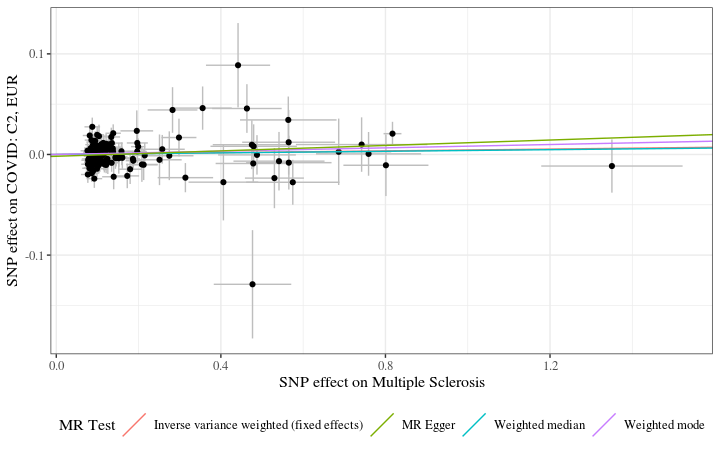 SNP effect on COVID: C2, EUR
0.1
0.0
-0.1
0.0 0.4 0.8 1.2
SNP effect on Multiple Sclerosis
MR Test Inverse variance weighted (fixed effects) MR Egger Weighted median Weighted mode